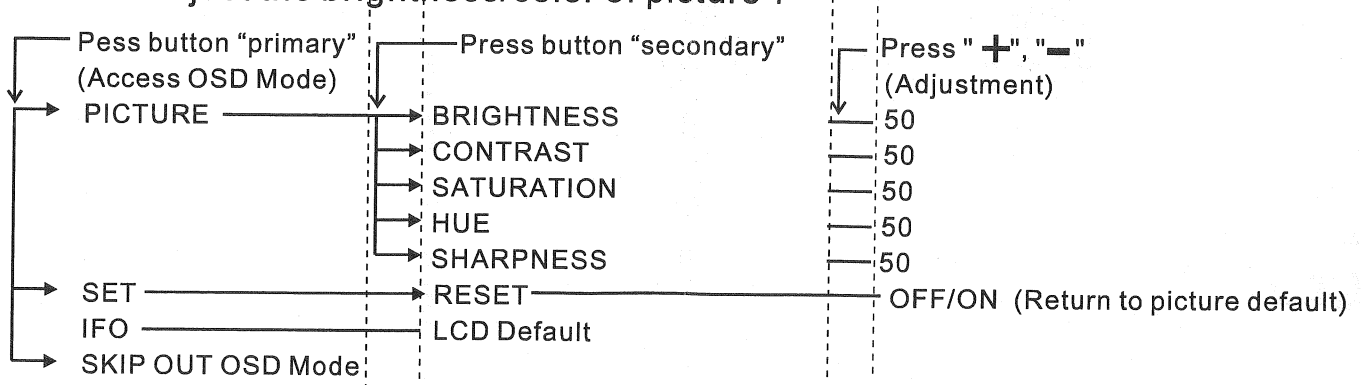 Pess button “primary” Press button “secondary” Press " + ", " − "
(Access OSD Mode) (Adjustment)
PICTURE BRIGHTNESS 50
CONTRAST 50
SATURATION 50
HUE 50
SHARPNESS 50
SET RESET OFF/ON (Return to picture default)
IFO LCD Default
SKIP OUT OSD Mode